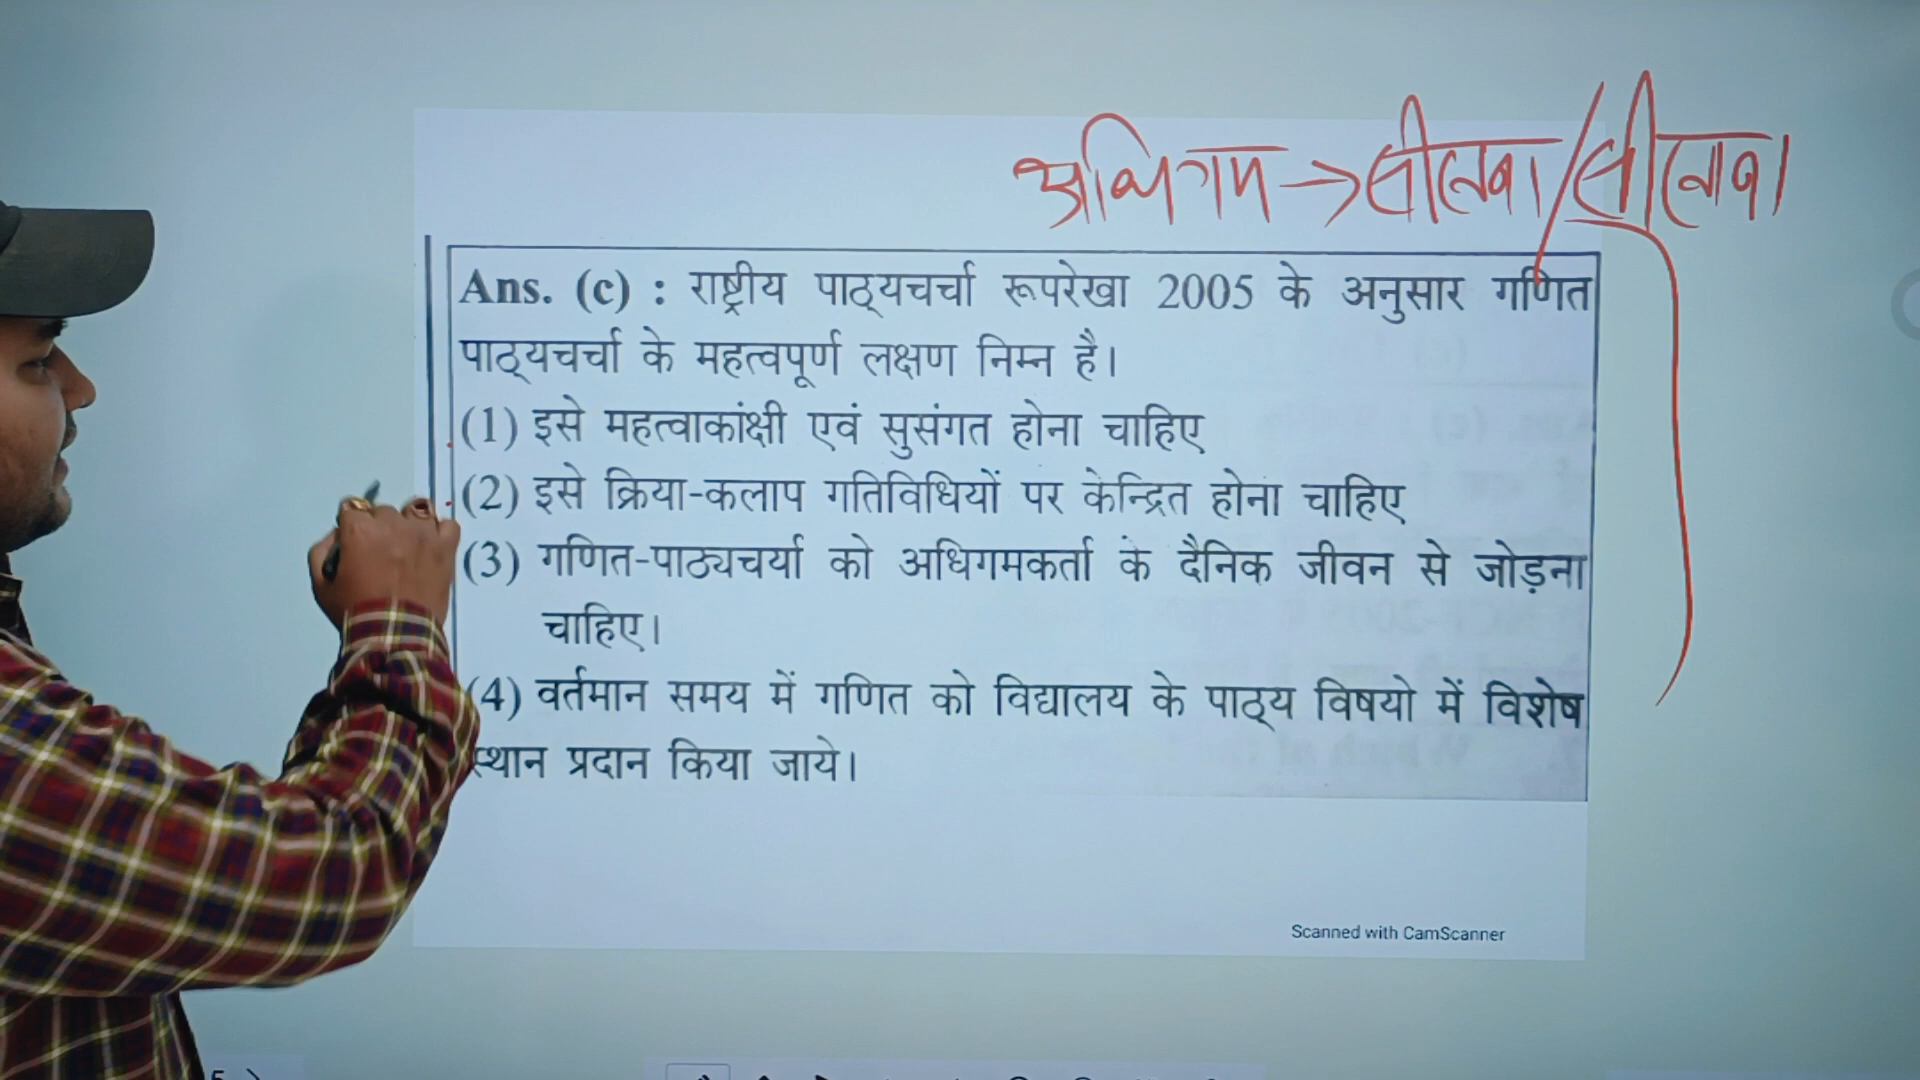 अधिगम → सीखना / सीखाना
Ans. (c) : राष्ट्रीय पाठ्यचर्चा रूपरेखा 2005 के अनुसार गणित
पाठ्यचर्चा के महत्वपूर्ण लक्षण निम्न है।
(1) इसे महत्वाकांक्षी एवं सुसंगत होना चाहिए
(2) इसे क्रिया-कलाप गतिविधियों पर केन्द्रित होना चाहिए
(3) गणित-पाठ्यचर्या को अधिगमकर्ता के दैनिक जीवन से जोड़ना
चाहिए।
(4) वर्तमान समय में गणित को विद्यालय के पाठ्य विषयो में विशेष
स्थान प्रदान किया जाये।
Scanned with CamScanner